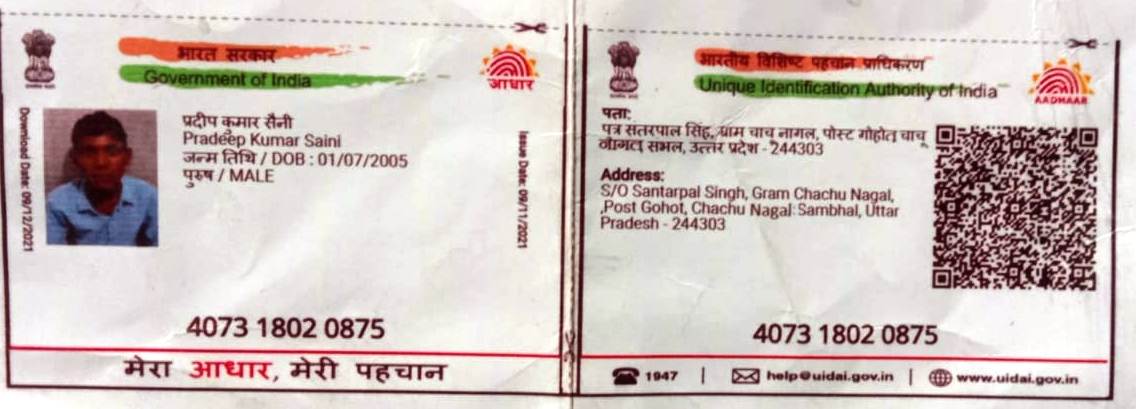 भारत सरकार
Government of India
आधार
Download Date: 09/12/2021
प्रदीप कुमार सैनी
Pradeep Kumar Saini
जन्म तिथि / DOB : 01/07/2005
पुरुष / MALE
Issue Date: 09/11/2021
4073 1802 0875
मेरा आधार, मेरी पहचान
भारतीय विशिष्ट पहचान प्राधिकरण
Unique Identification Authority of India
AADHAAR
पता:
पुत्र सतरपाल सिंह, ग्राम चाच नागल, पोस्ट गोहोत, चाचू
नागल, सभल, उत्तर प्रदेश - 244303
Address:
S/O Santarpal Singh, Gram Chachu Nagal,
,Post Gohot, Chachu Nagal: Sambhal, Uttar
Pradesh - 244303
4073 1802 0875
1947 | help@uidai.gov.in | www.uidai.gov.in